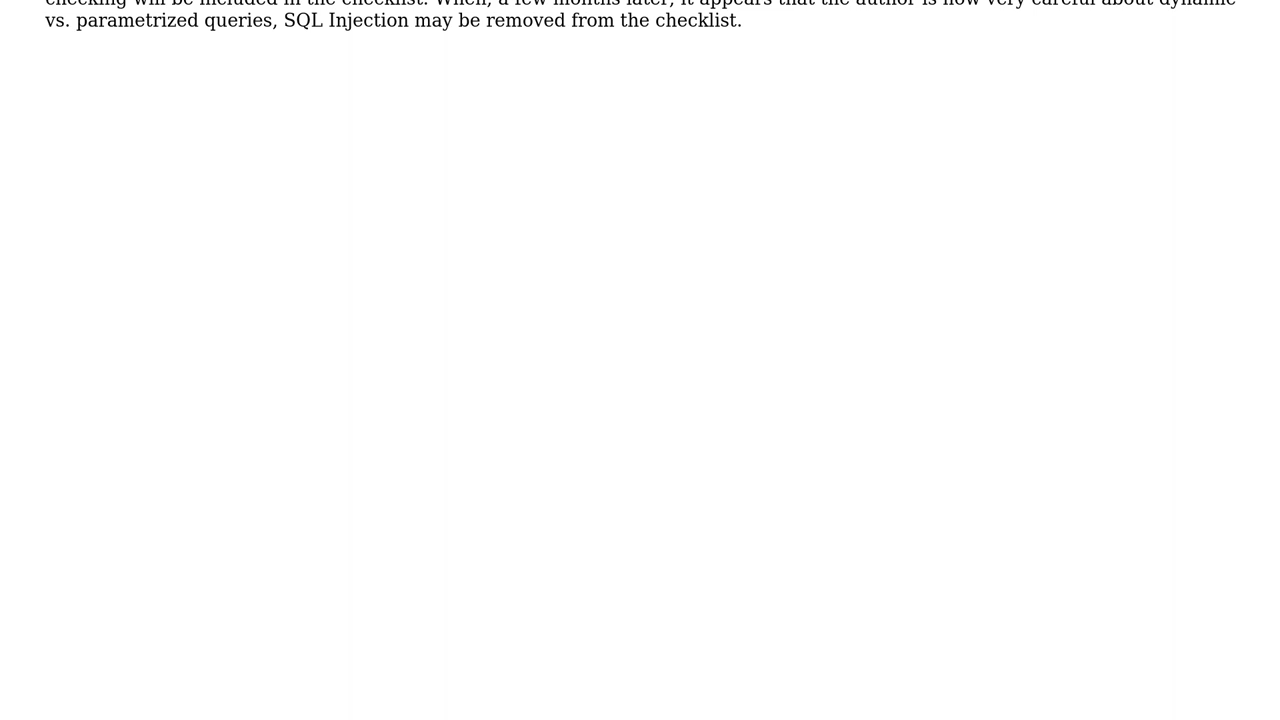 checking will be included in the checklist. When, a few months later, it appears that the author is now very careful about dynamic
vs. parametrized queries, SQL Injection may be removed from the checklist.